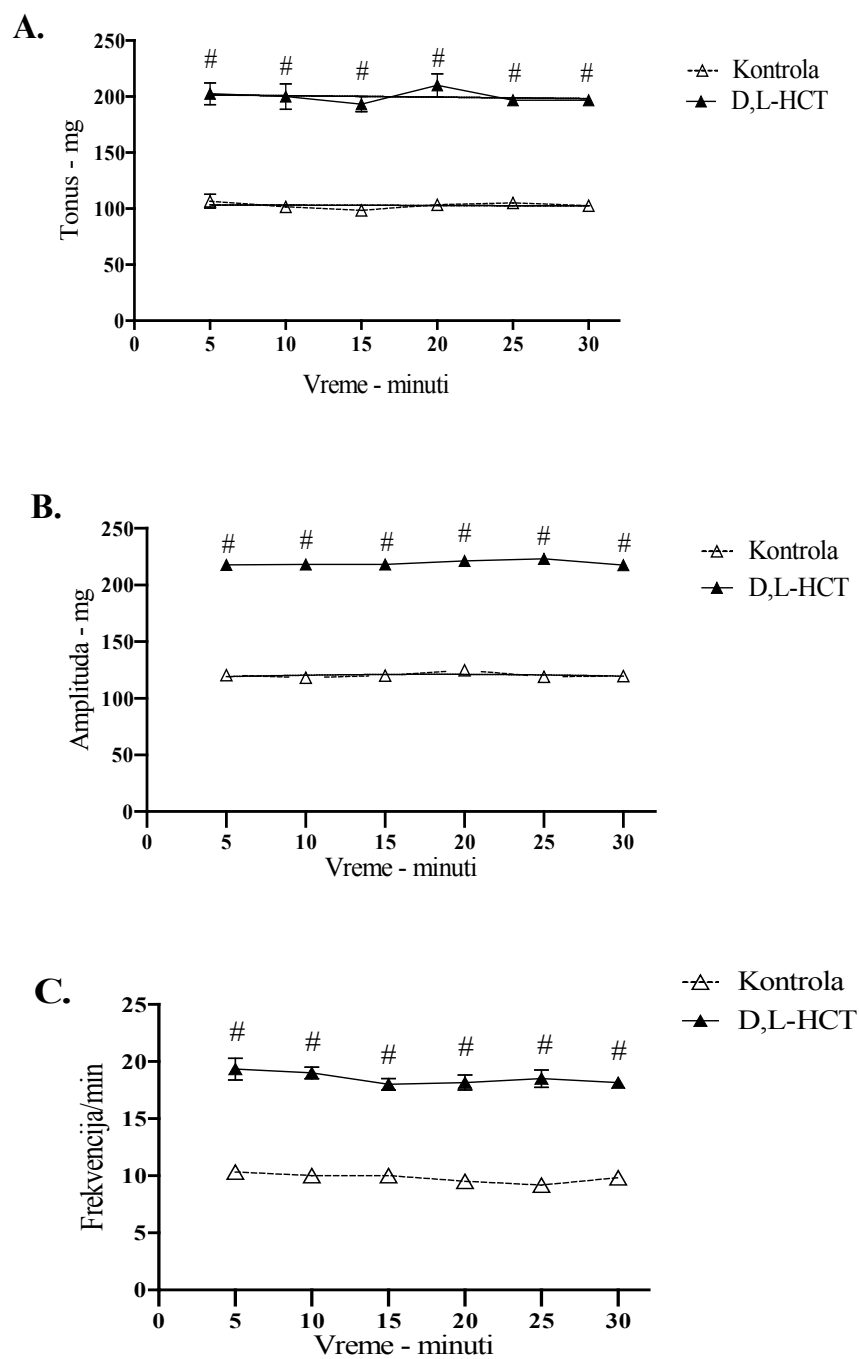 A.
250
200
150
100
50
0
Tonus - mg
# # # # # #
Kontrola
D,L-HCT
0 5 10 15 20 25 30
Vreme - minuti
B.
250
200
150
100
50
0
Amplituda - mg
# # # # # #
Kontrola
D,L-HCT
0 5 10 15 20 25 30
Vreme - minuti
C.
25
20
15
10
5
0
Frekvencija/min
# # # # # #
Kontrola
D,L-HCT
0 5 10 15 20 25 30
Vreme - minuti